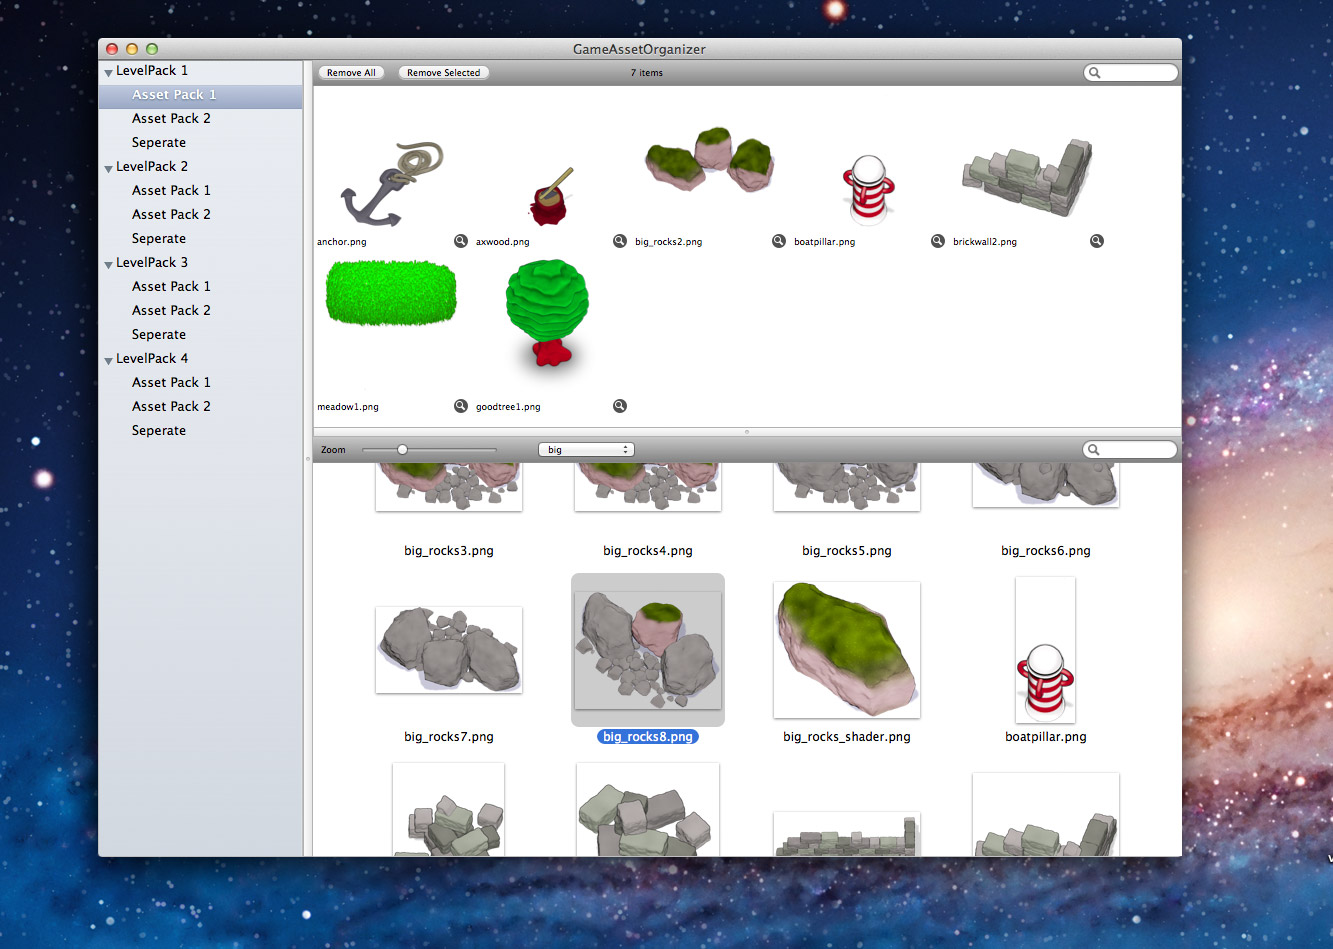 GameAssetOrganizer
LevelPack 1
Asset Pack 1
Asset Pack 2
Seperate
LevelPack 2
Asset Pack 1
Asset Pack 2
Seperate
LevelPack 3
Asset Pack 1
Asset Pack 2
Seperate
LevelPack 4
Asset Pack 1
Asset Pack 2
Seperate
Remove All Remove Selected 7 items
anchor.png axwood.png big_rocks2.png boatpillar.png brickwall2.png
meadow1.png goodtree1.png
Zoom big
big_rocks3.png big_rocks4.png big_rocks5.png big_rocks6.png
big_rocks7.png big_rocks8.png big_rocks_shader.png boatpillar.png